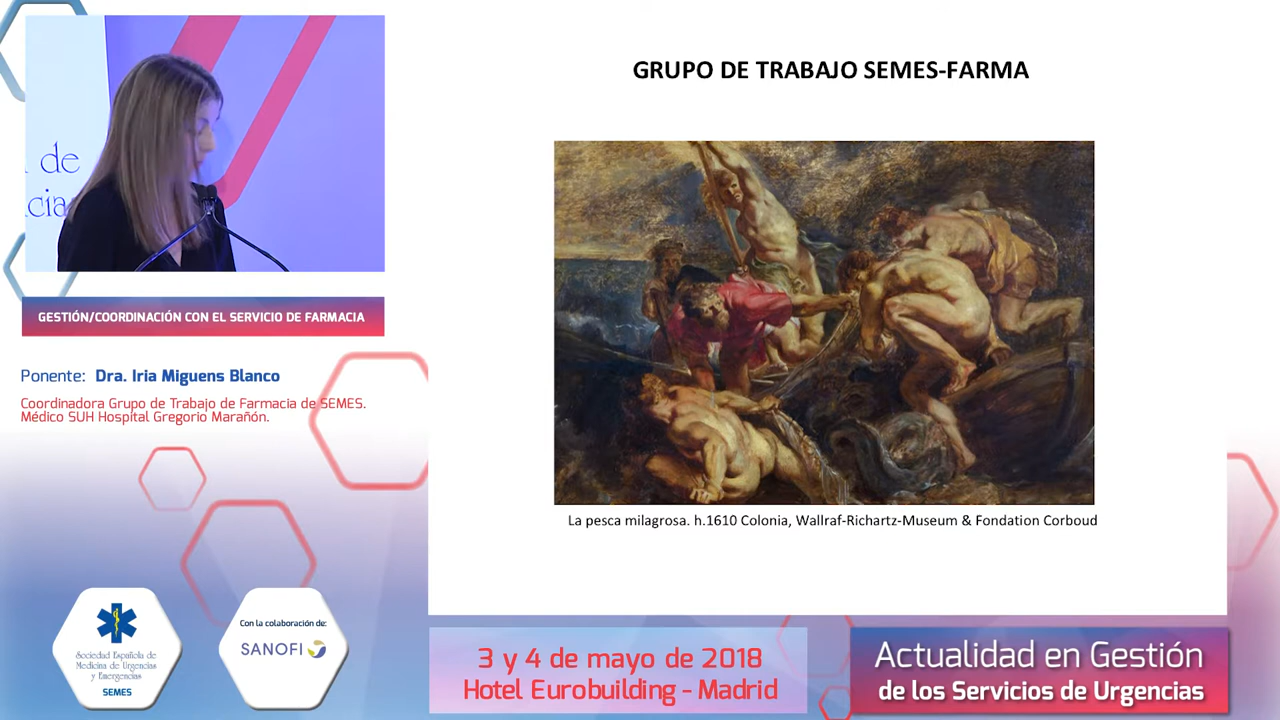 GRUPO DE TRABAJO SEMES-FARMA
de
cia
GESTIÓN/COORDINACIÓN CON EL SERVICIO DE FARMACIA
Ponente: Dra. Iria Miguens Blanco
Coordinadora Grupo de Trabajo de Farmacia de SEMES.
Médico SUH Hospital Gregorio Marañón.
La pesca milagrosa. h.1610 Colonia, Wallraf-Richartz-Museum & Fondation Corboud
Sociedad Española de
Medicina de Urgencias
y Emergencias
SEMES
Con la colaboración de:
SANOFI
3 y 4 de mayo de 2018
Hotel Eurobuilding - Madrid
Actualidad en Gestión
de los Servicios de Urgencias